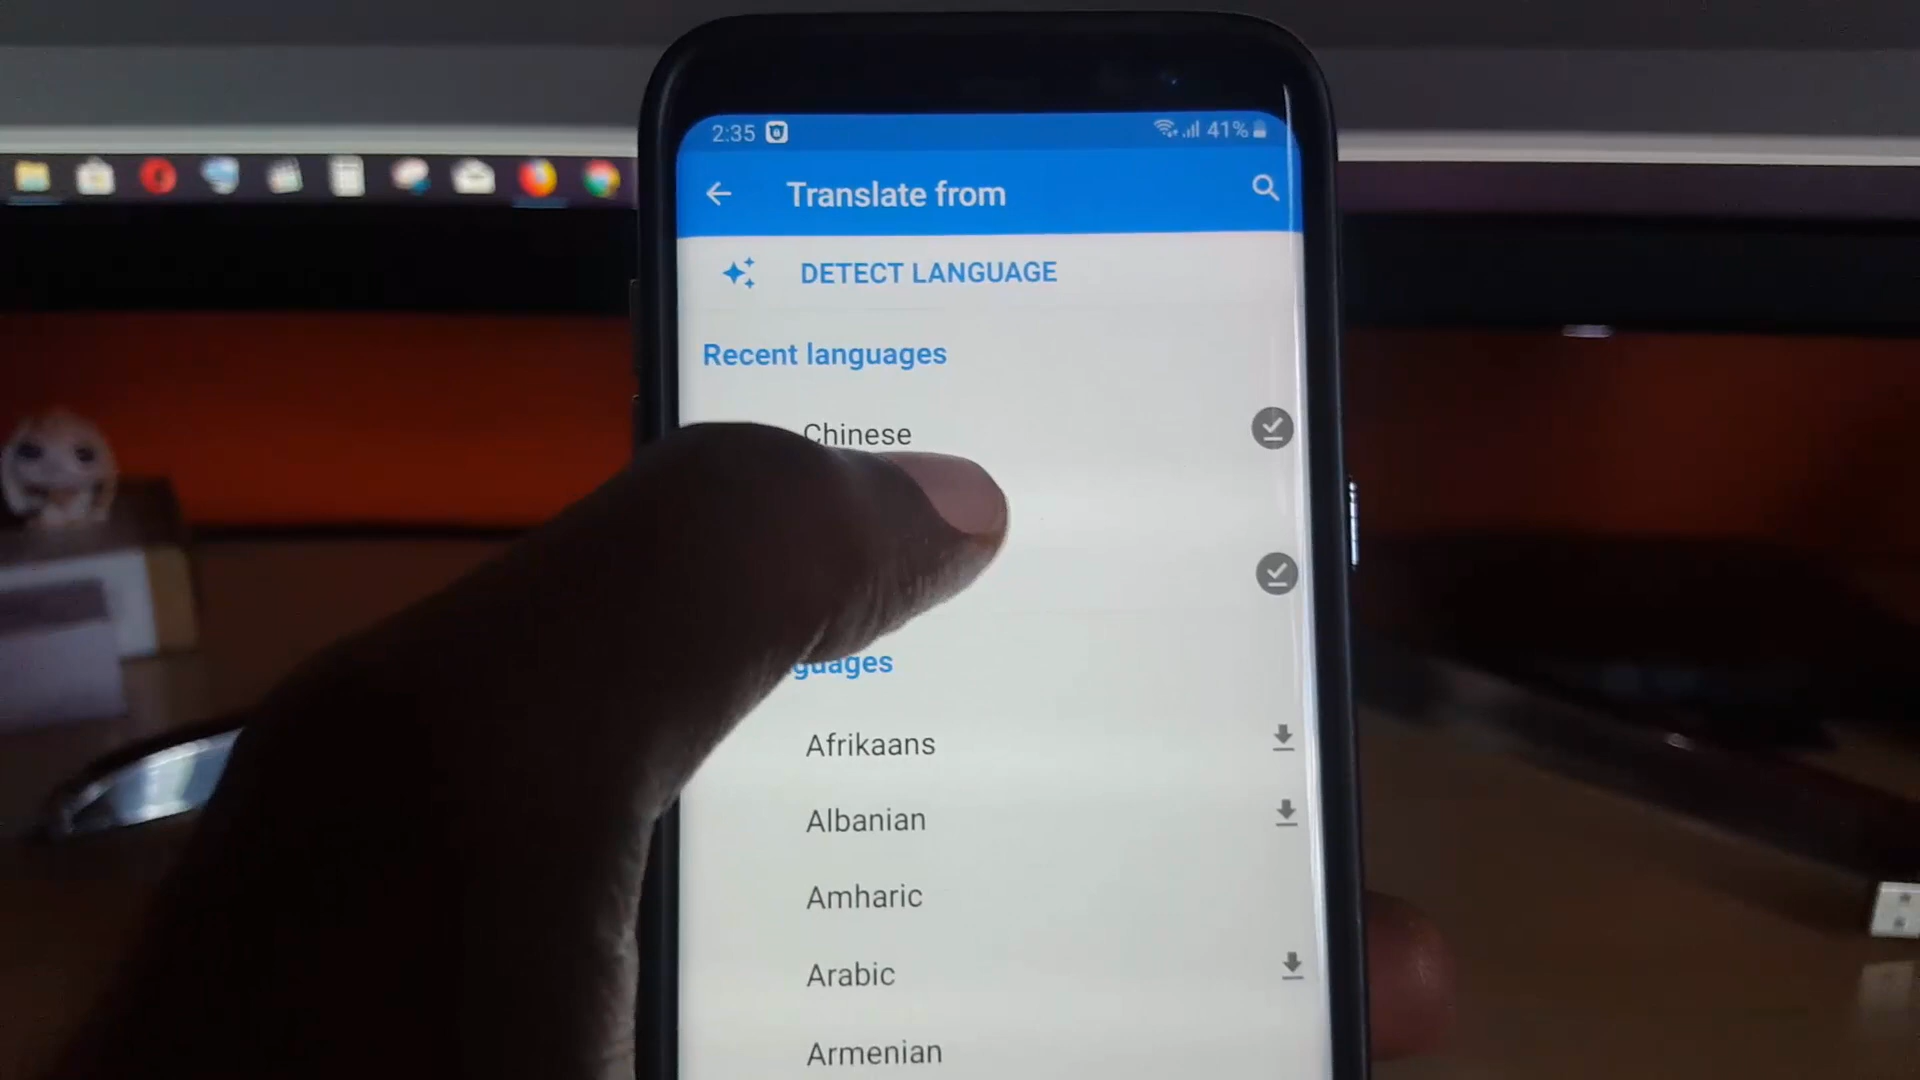 2:35 41%
Translate from
DETECT LANGUAGE
Recent languages
Chinese
guages
Afrikaans
Albanian
Amharic
Arabic
Armenian